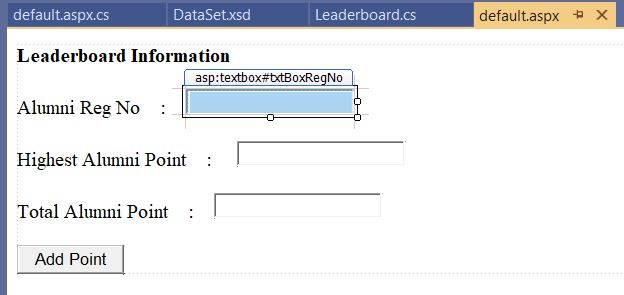 default.aspx.cs DataSet.xsd Leaderboard.cs default.aspx
Leaderboard Information
asp:textbox#txtBoxRegNo
Alumni Reg No :
Highest Alumni Point :
Total Alumni Point :
Add Point